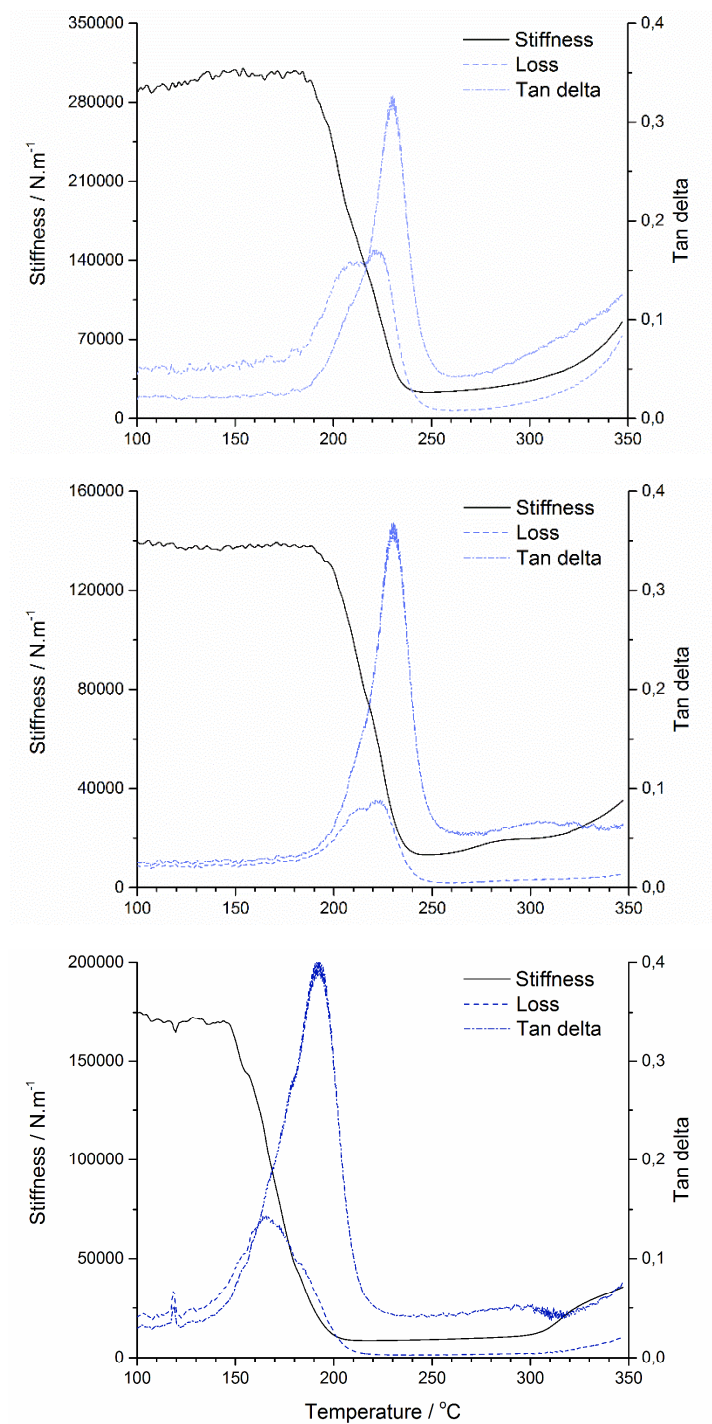 350000
280000
210000
140000
70000
0
Stiffness / N.m⁻¹
0,4
0,3
0,2
0,1
0,0
Tan delta
Stiffness
Loss
Tan delta
100 150 200 250 300 350
160000
120000
80000
40000
0
Stiffness / N.m⁻¹
0,4
0,3
0,2
0,1
0,0
Tan delta
Stiffness
Loss
Tan delta
100 150 200 250 300 350
200000
150000
100000
50000
0
Stiffness / N.m⁻¹
0,4
0,3
0,2
0,1
0,0
Tan delta
Stiffness
Loss
Tan delta
100 150 200 250 300 350
Temperature / °C